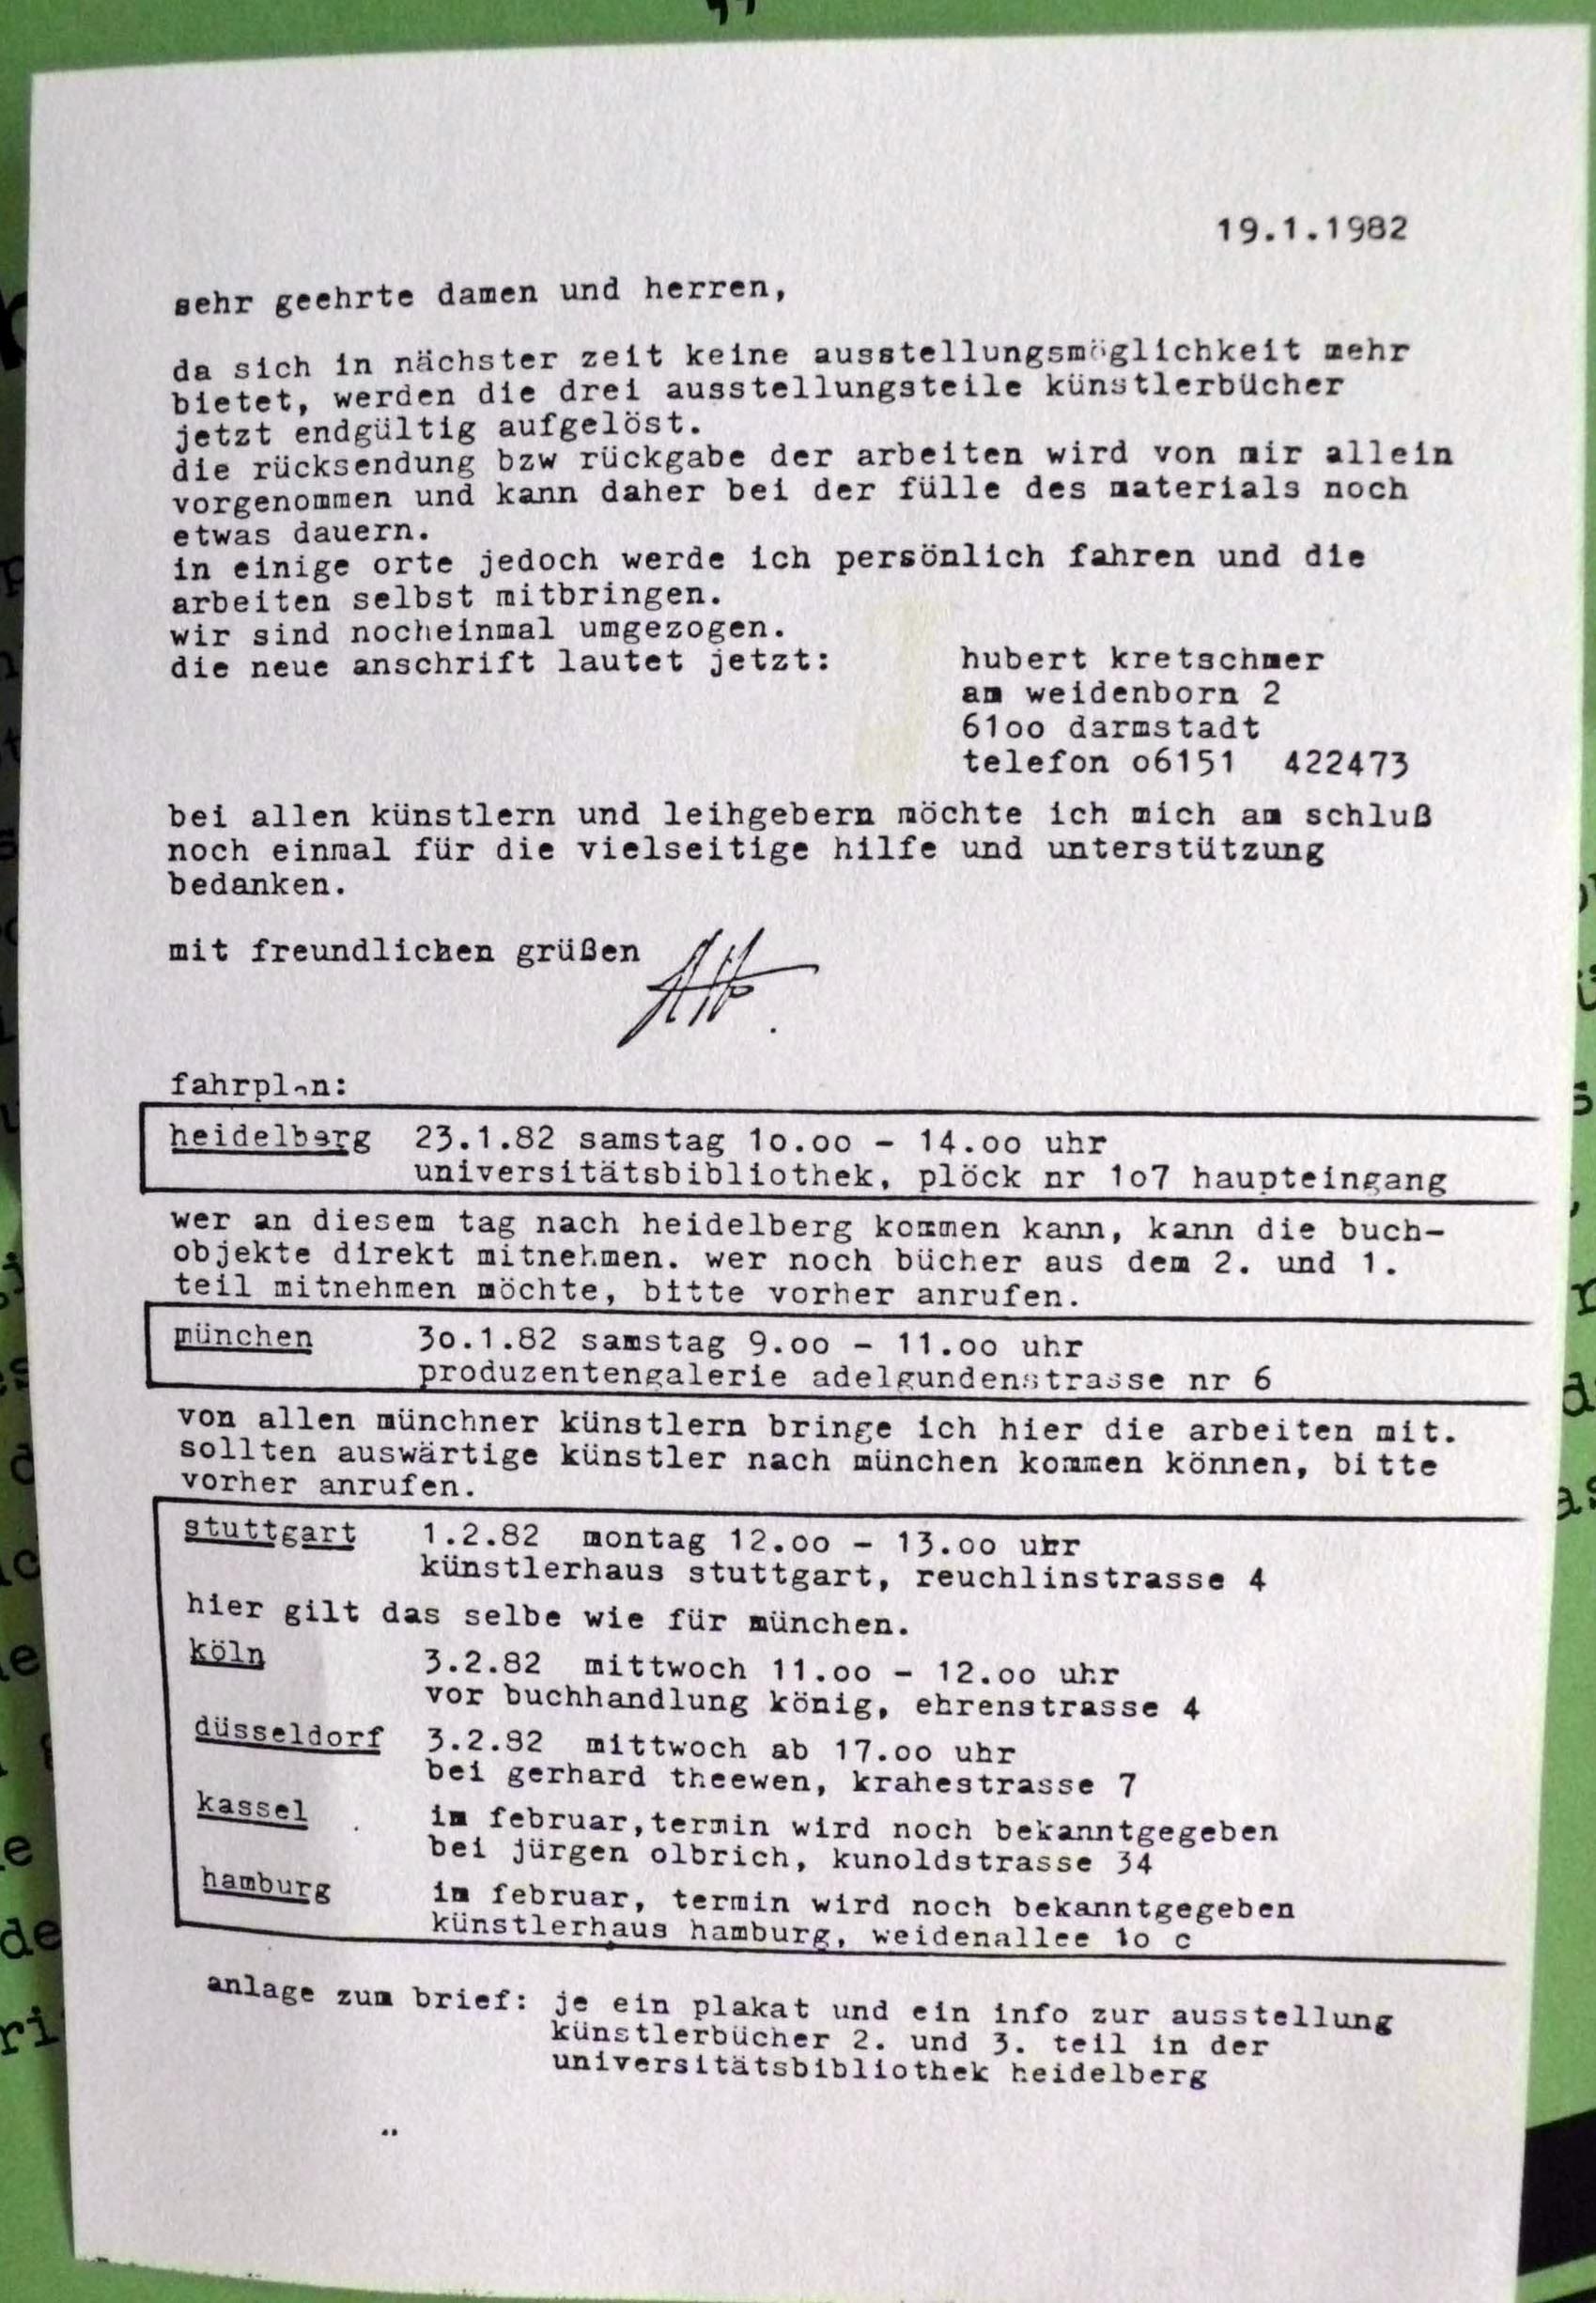 19.1.1982
sehr geehrte damen und herren,
da sich in nächster zeit keine ausstellungsmöglichkeit mehr
bietet, werden die drei ausstellungsteile künstlerbücher
jetzt endgültig aufgelöst.
die rücksendung bzw rückgabe der arbeiten wird von mir allein
vorgenommen und kann daher bei der fülle des materials noch
etwas dauern.
in einige orte jedoch werde ich persönlich fahren und die
arbeiten selbst mitbringen.
wir sind nocheinmal umgezogen.
die neue anschrift lautet jetzt: hubert kretschmer
am weidenborn 2
61oo darmstadt
telefon o6151 422473
bei allen künstlern und leihgebern möchte ich mich am schluß
noch einmal für die vielseitige hilfe und unterstützung
bedanken.
mit freundlichen grüßen
fahrplan:
heidelberg 23.1.82 samstag 1o.oo - 14.oo uhr
universitätsbibliothek, plöck nr 1o7 haupteingang
wer an diesem tag nach heidelberg kommen kann, kann die buch-
objekte direkt mitnehmen. wer noch bücher aus dem 2. und 1.
teil mitnehmen möchte, bitte vorher anrufen.
münchen 3o.1.82 samstag 9.oo - 11.oo uhr
produzentengalerie adelgundenstrasse nr 6
von allen münchner künstlern bringe ich hier die arbeiten mit.
sollten auswärtige künstler nach münchen kommen können, bitte
vorher anrufen.
stuttgart 1.2.82 montag 12.oo - 13.oo uhr
künstlerhaus stuttgart, reuchlinstrasse 4
hier gilt das selbe wie für münchen.
köln 3.2.82 mittwoch 11.oo - 12.oo uhr
vor buchhandlung könig, ehrenstrasse 4
düsseldorf 3.2.82 mittwoch ab 17.oo uhr
bei gerhard theewen, krahestrasse 7
kassel im februar,termin wird noch bekanntgegeben
bei jürgen olbrich, kunoldstrasse 34
hamburg im februar, termin wird noch bekanntgegeben
künstlerhaus hamburg, weidenallee 1o c
anlage zum brief: je ein plakat und ein info zur ausstellung
künstlerbücher 2. und 3. teil in der
universitätsbibliothek heidelberg